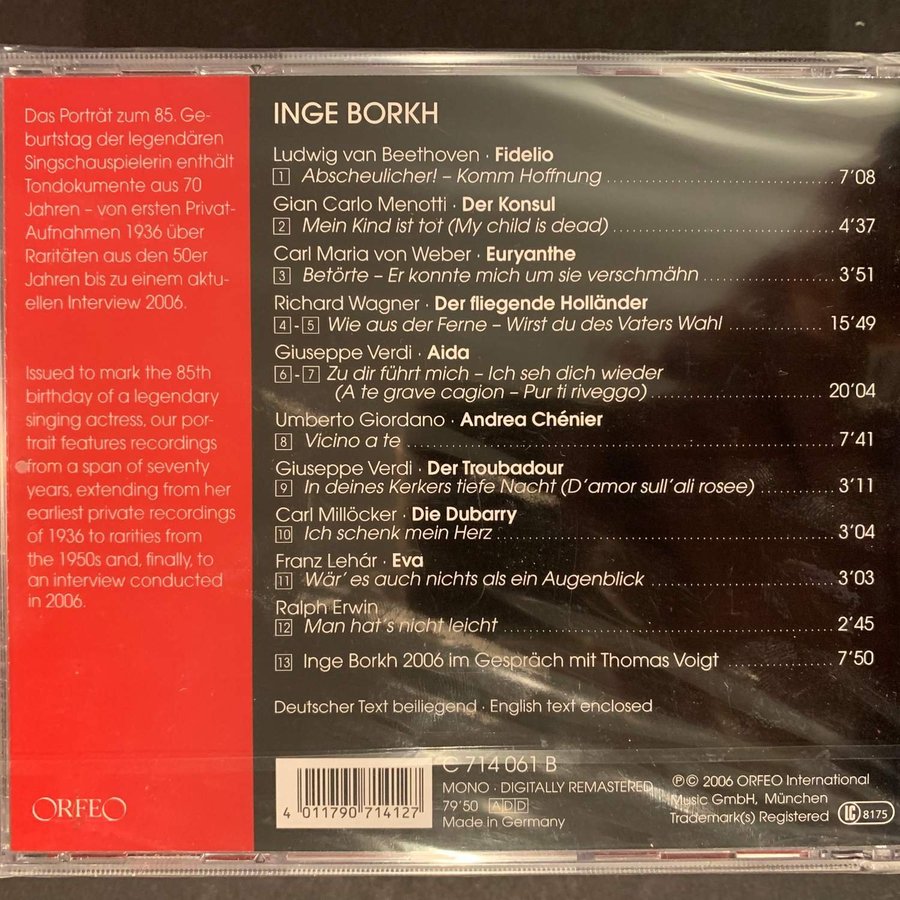 Das Porträt zum 85. Ge-
burtstag der legendären
Singschauspielerin enthält
Tondokumente aus 70
Jahren – von ersten Privat-
Aufnahmen 1936 über
Raritäten aus den 50er
Jahren bis zu einem aktu-
ellen Interview 2006.
Issued to mark the 85th
birthday of a legendary
singing actress, our por-
trait features recordings
from a span of seventy
years, extending from her
earliest private recordings
of 1936 to rarities from
the 1950s and, finally, to
an interview conducted
in 2006.
ORFEO
INGE BORKH
Ludwig van Beethoven · Fidelio
1 Abscheulicher! – Komm Hoffnung 7'08
Gian Carlo Menotti · Der Konsul
2 Mein Kind ist tot (My child is dead) 4'37
Carl Maria von Weber · Euryanthe
3 Betörte – Er konnte mich um sie verschmähn 3'51
Richard Wagner · Der fliegende Holländer
4-5 Wie aus der Ferne – Wirst du des Vaters Wahl 15'49
Giuseppe Verdi · Aida
6-7 Zu dir führt mich – Ich seh dich wieder
(A te grave cagion – Pur ti riveggo) 20'04
Umberto Giordano · Andrea Chénier
8 Vicino a te 7'41
Giuseppe Verdi · Der Troubadour
9 In deines Kerkers tiefe Nacht (D'amor sull'ali rosee) 3'11
Carl Millöcker · Die Dubarry
10 Ich schenk mein Herz 3'04
Franz Lehár · Eva
11 Wär' es auch nichts als ein Augenblick 3'03
Ralph Erwin
12 Man hat's nicht leicht 2'45
13 Inge Borkh 2006 im Gespräch mit Thomas Voigt 7'50
Deutscher Text beiliegend · English text enclosed
4 011790 714127
C 714 061 B
MONO · DIGITALLY REMASTERED
79'50 ADD
Made in Germany
℗© 2006 ORFEO International
Music GmbH, München
Trademark(s) Registered
LC 8175